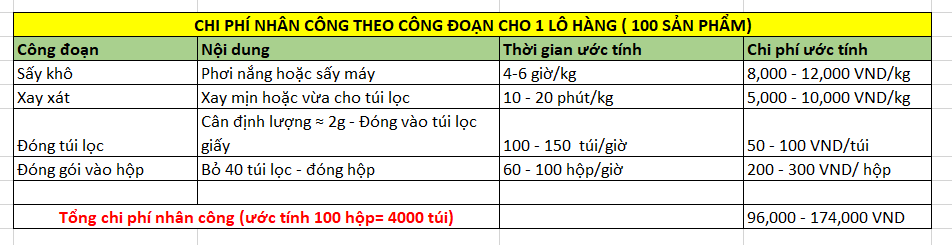 CHI PHÍ NHÂN CÔNG THEO CÔNG ĐOẠN CHO 1 LÔ HÀNG ( 100 SẢN PHẨM)
Công đoạn Nội dung Thời gian ước tính Chi phí ước tính
Sấy khô Phơi nắng hoặc sấy máy 4-6 giờ/kg 8,000 - 12,000 VND/kg
Xay xát Xay mịn hoặc vừa cho túi lọc 10 - 20 phút/kg 5,000 - 10,000 VND/kg
Cân định lượng ≈ 2g - Đóng vào túi lọc
Đóng túi lọc giấy 100 - 150 túi/giờ 50 - 100 VND/túi
Đóng gói vào hộp Bỏ 40 túi lọc - đóng hộp 60 - 100 hộp/giờ 200 - 300 VND/ hộp
Tổng chi phí nhân công (ước tính 100 hộp= 4000 túi) 96,000 - 174,000 VND